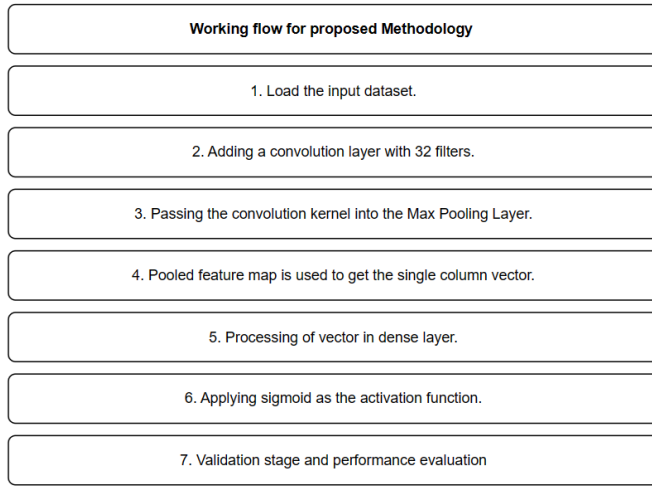 Working flow for proposed Methodology
1. Load the input dataset.
2. Adding a convolution layer with 32 filters.
3. Passing the convolution kernel into the Max Pooling Layer.
4. Pooled feature map is used to get the single column vector.
5. Processing of vector in dense layer.
6. Applying sigmoid as the activation function.
7. Validation stage and performance evaluation